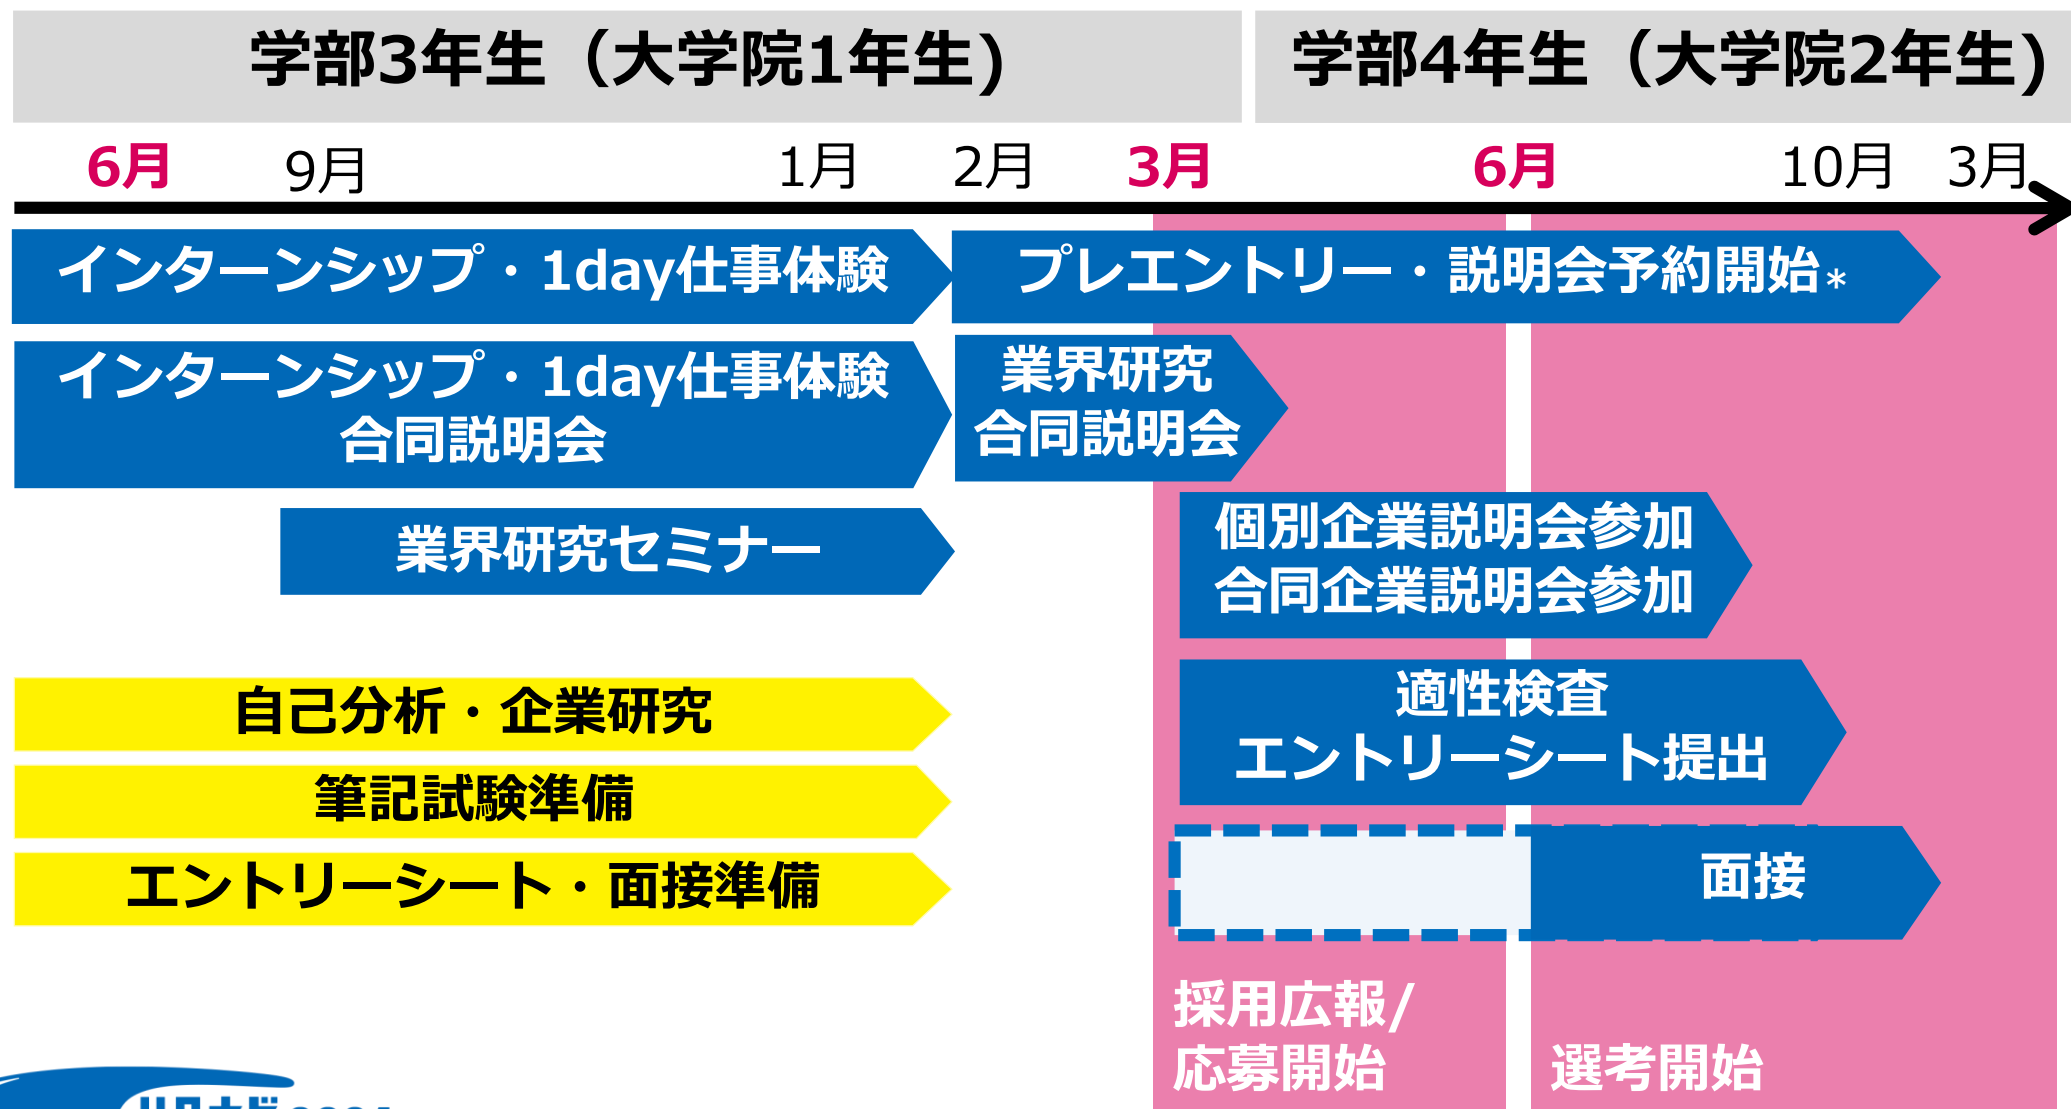 学部3年生（大学院1年生)
学部4年生（大学院2年生)
6月
9月
1月
2月
3月
6月
10月
3月
インターンシップ・1day仕事体験
プレエントリー・説明会予約開始*
インターンシップ・1day仕事体験
合同説明会
業界研究
合同説明会
業界研究セミナー
個別企業説明会参加
合同企業説明会参加
自己分析・企業研究
適性検査
エントリーシート提出
筆記試験準備
エントリーシート・面接準備
面接
採用広報/
応募開始
選考開始